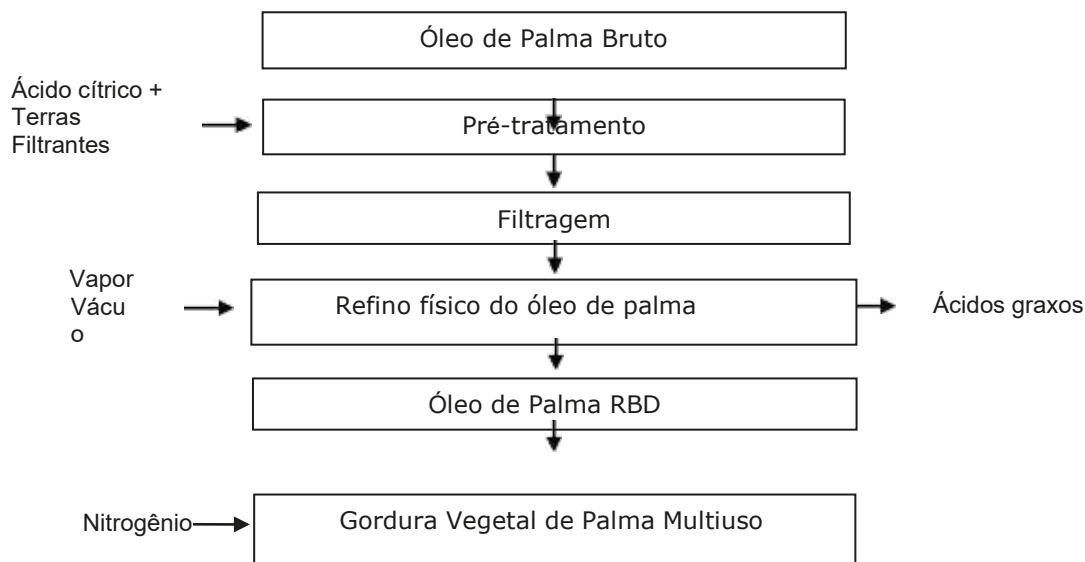 Óleo de Palma Bruto
Ácido cítrico +
Terras
Filtrantes
Pré-tratamento
Filtragem
Vapor
Vácu
o
Refino físico do óleo de palma
Ácidos graxos
Óleo de Palma RBD
Nitrogênio
Gordura Vegetal de Palma Multiuso